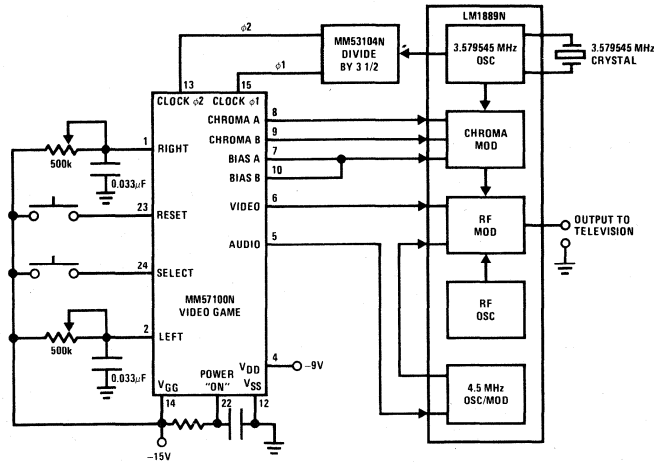 LM1889N
ϕ2
MM53104N
DIVIDE
BY 3 1/2
3.579545 MHz
OSC
3.579545 MHz
CRYSTAL
ϕ1
13
15
CLOCK ϕ2
CLOCK ϕ1
CHROMA A
8
CHROMA B
9
BIAS A
7
BIAS B
10
CHROMA
MOD
1
RIGHT
500k
0.033μF
23
RESET
VIDEO
6
RF
MOD
OUTPUT TO
TELEVISION
AUDIO
5
24
SELECT
MM57100N
VIDEO GAME
RF
OSC
2
LEFT
500k
0.033μF
POWER
"ON"
VDD
4
−9V
VSS
VGG
14
22
12
4.5 MHz
OSC/MOD
−15V